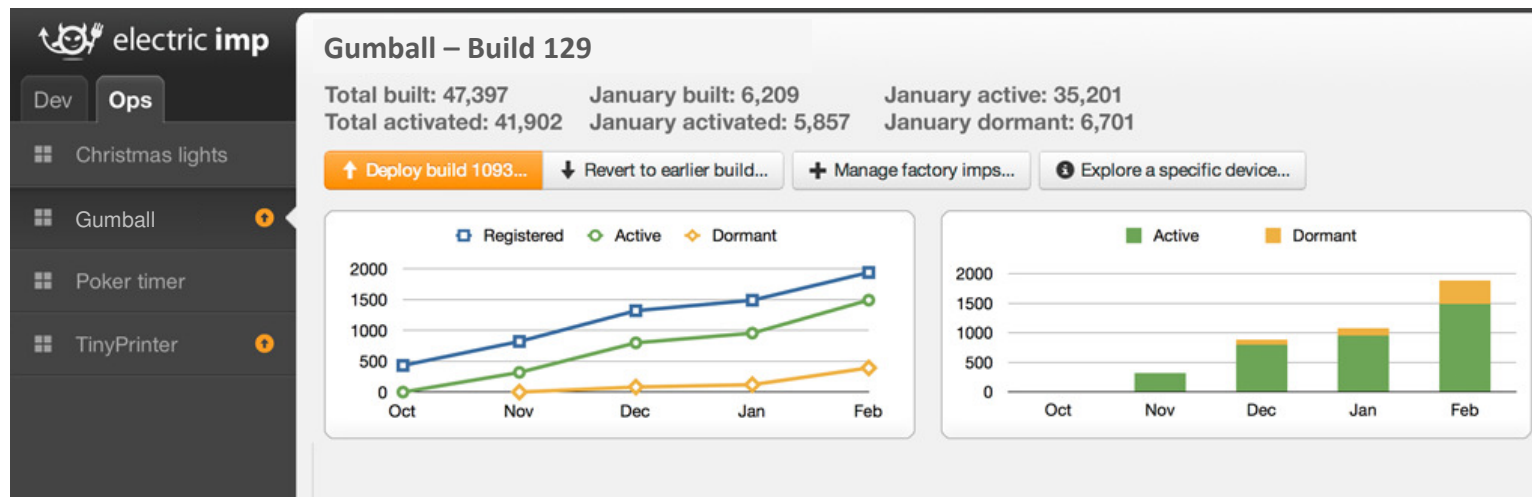 electric imp
Dev Ops
Christmas lights
Gumball
Poker timer
TinyPrinter
Gumball – Build 129
Total built: 47,397 January built: 6,209 January active: 35,201
Total activated: 41,902 January activated: 5,857 January dormant: 6,701
Deploy build 1093... Revert to earlier build... Manage factory imps... Explore a specific device...
Registered Active Dormant
2000
1500
1000
500
0
Oct Nov Dec Jan Feb
Active Dormant
2000
1500
1000
500
0
Oct Nov Dec Jan Feb